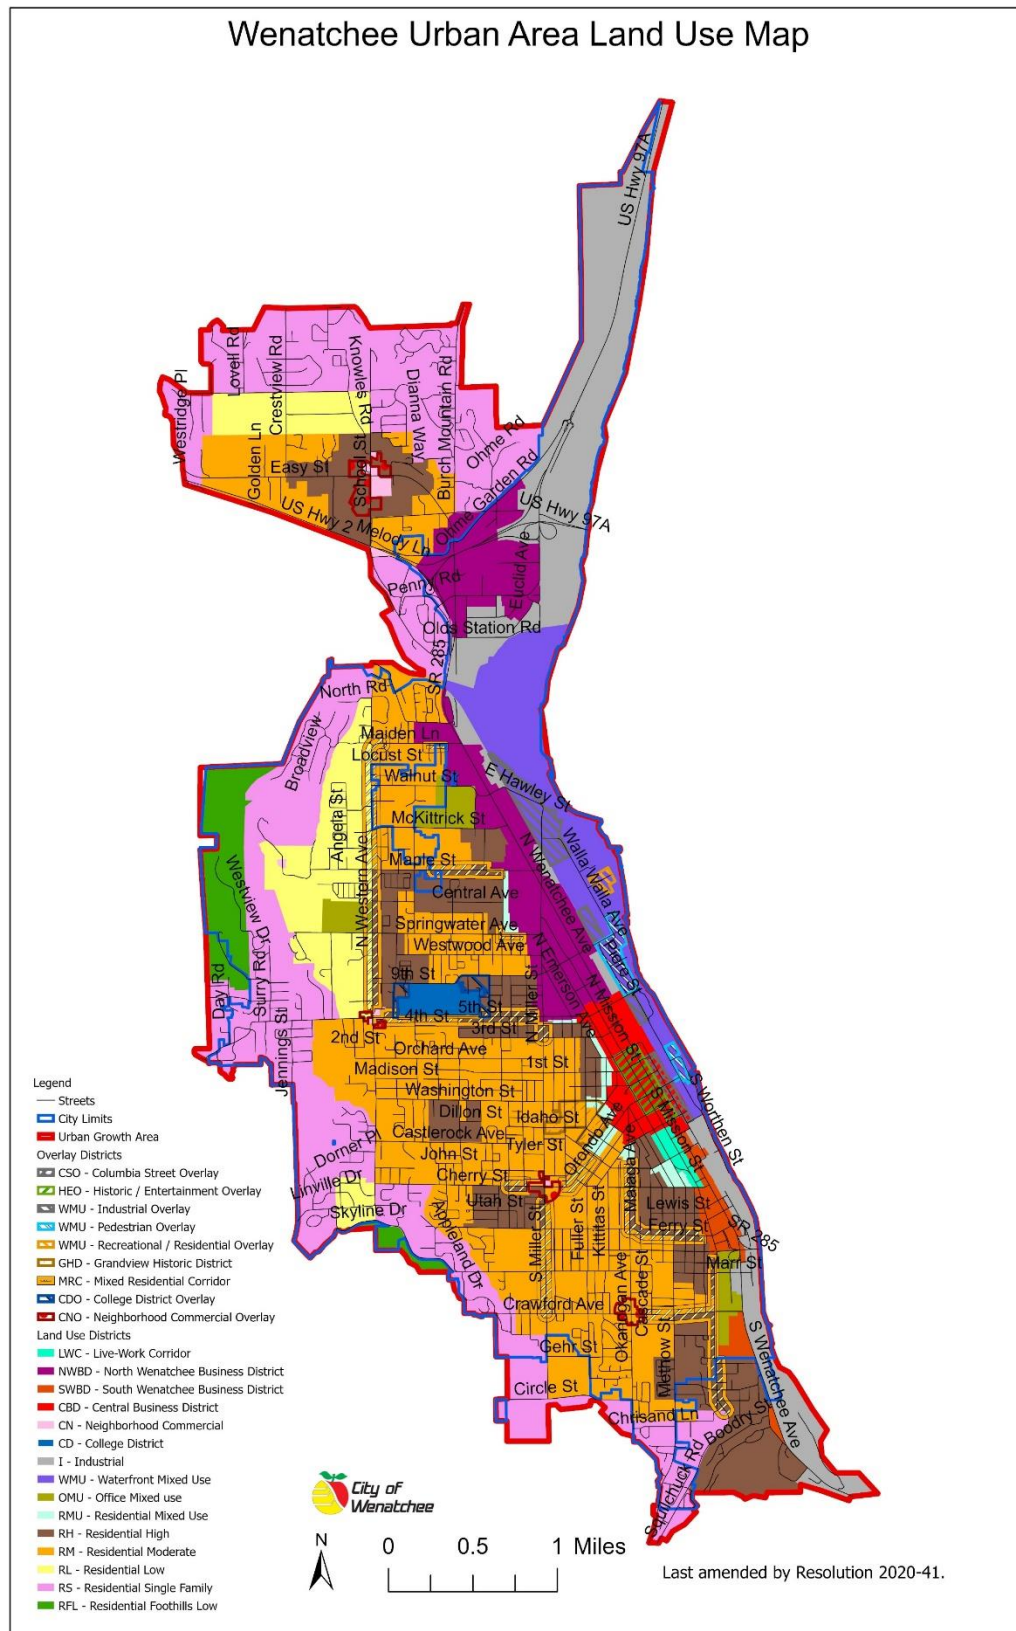 Wenatchee Urban Area Land Use Map
US Hwy 97A
Lovell Rd
Crestview Rd
Knowles Rd
Dianna Way
Burch Mountain Rd
Westridge Pl
Golden Ln
Easy St
School St
Ohme Rd
Ohme Garden Rd
US Hwy 2
Melody Ln
US Hwy 97A
Euclid Ave
Penny Rd
Olds Station Rd
SR 285
North Rd
Broadview
Maiden Ln
Locust St
Walnut St
E Hawley St
Angela St
McKittrick St
N Western Ave
Maple St
N Wenatchee Ave
Walla Walla Ave
Central Ave
Westview Dr
Springwater Ave
Westwood Ave
Surry Rd
Day Rd
9th St
N Emerson Ave
Piere St
5th St
4th St
N Miller St
3rd St
N Mission St
2nd St
Orchard Ave
1st St
Jennings St
Madison St
Washington St
Dillon St
Idaho St
Castlerock Ave
Tyler St
Orondo Ave
S Mission St
S Worthen St
Dorner Pl
John St
Cherry St
Malaga Ave
Linville Dr
Utah St
Lewis St
Skyline Dr
Appleland Dr
S Miller St
Fuller St
Kittitas St
Ferry St
SR 285
Marr St
Crawford Ave
Okanogan Ave
Cascade St
Gehr St
Methow St
S Wenatchee Ave
Circle St
Chrisand Ln
Boodry St
Squilchuck Rd
Legend
Streets
City Limits
Urban Growth Area
Overlay Districts
CSO - Columbia Street Overlay
HEO - Historic / Entertainment Overlay
WMU - Industrial Overlay
WMU - Pedestrian Overlay
WMU - Recreational / Residential Overlay
GHD - Grandview Historic District
MRC - Mixed Residential Corridor
CDO - College District Overlay
CNO - Neighborhood Commercial Overlay
Land Use Districts
LWC - Live-Work Corridor
NWBD - North Wenatchee Business District
SWBD - South Wenatchee Business District
CBD - Central Business District
CN - Neighborhood Commercial
CD - College District
I - Industrial
WMU - Waterfront Mixed Use
OMU - Office Mixed use
RMU - Residential Mixed Use
RH - Residential High
RM - Residential Moderate
RL - Residential Low
RS - Residential Single Family
RFL - Residential Foothills Low
City of
Wenatchee
N
0 0.5 1 Miles
Last amended by Resolution 2020-41.